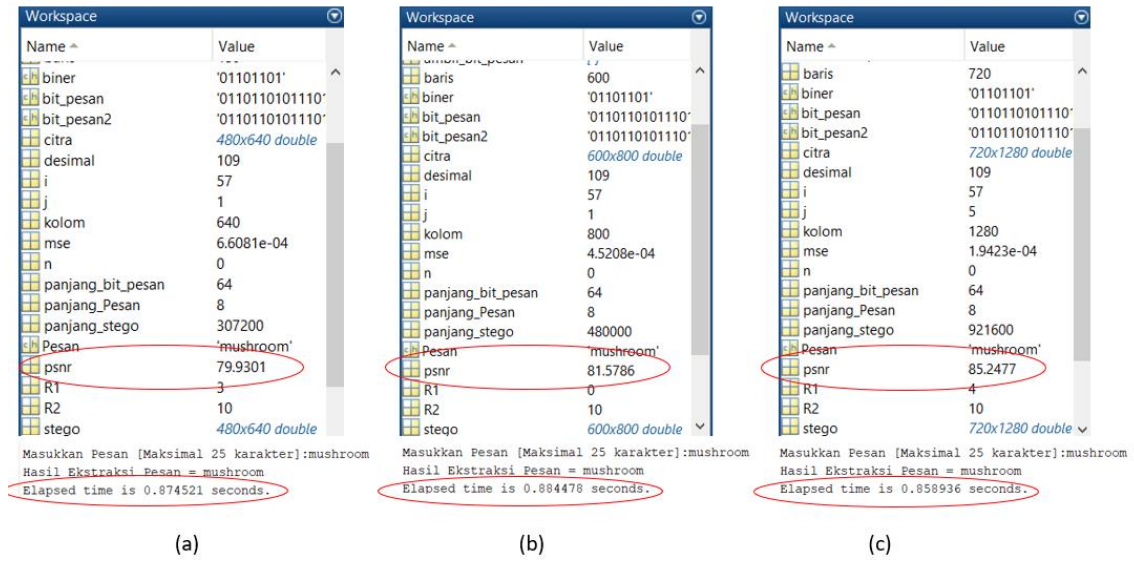 Workspace
Name Value
biner '01101101'
bit_pesan '0110110101110
bit_pesan2 '0110110101110
citra 480x640 double
desimal 109
i 57
j 1
kolom 640
mse 6.6081e-04
n 0
panjang_bit_pesan 64
panjang_Pesan 8
panjang_stego 307200
Pesan 'mushroom'
psnr 79.9301
R1 3
R2 10
stego 480x640 double
Masukkan Pesan [Maksimal 25 karakter]:mushroom
Hasil Ekstraksi Pesan = mushroom
Elapsed time is 0.874521 seconds.
(a)
Workspace
Name Value
baris 600
biner '01101101'
bit_pesan '0110110101110
bit_pesan2 '0110110101110
citra 600x800 double
desimal 109
i 57
j 1
kolom 800
mse 4.5208e-04
n 0
panjang_bit_pesan 64
panjang_Pesan 8
panjang_stego 480000
Pesan 'mushroom'
psnr 81.5786
R1 0
R2 10
stego 600x800 double
Masukkan Pesan [Maksimal 25 karakter]:mushroom
Hasil Ekstraksi Pesan = mushroom
Elapsed time is 0.884478 seconds.
(b)
Workspace
Name Value
baris 720
biner '01101101'
bit_pesan '0110110101110
bit_pesan2 '0110110101110
citra 720x1280 double
desimal 109
i 57
j 5
kolom 1280
mse 1.9423e-04
n 0
panjang_bit_pesan 64
panjang_Pesan 8
panjang_stego 921600
Pesan 'mushroom'
psnr 85.2477
R1 4
R2 10
stego 720x1280 double
Masukkan Pesan [Maksimal 25 karakter]:mushroom
Hasil Ekstraksi Pesan = mushroom
Elapsed time is 0.858936 seconds.
(c)